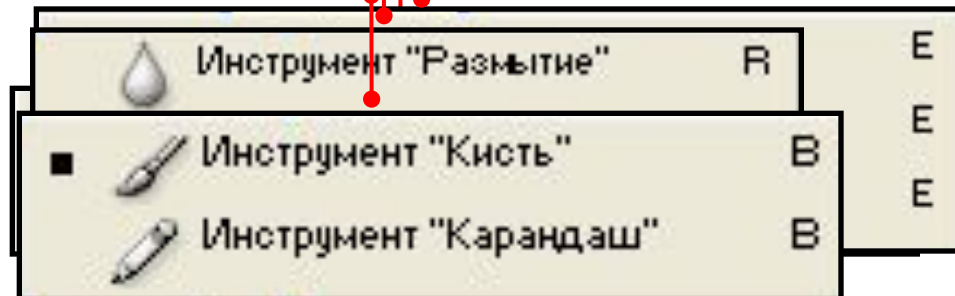 Инструмент "Размытие" R
E
E
E
Инструмент "Кисть" B
Инструмент "Карандаш" B